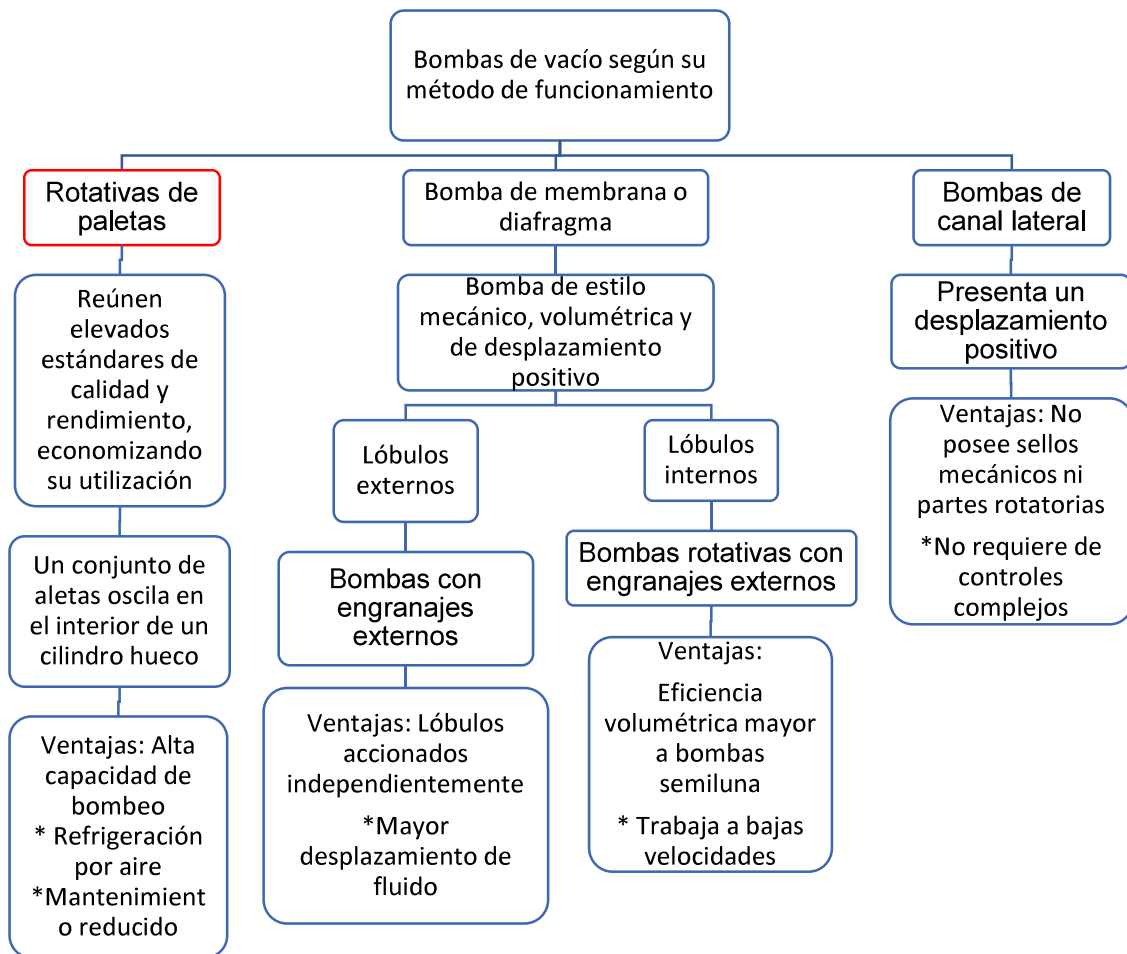 Bombas de vacío según su
método de funcionamiento
Rotativas de
paletas
Reúnen
elevados
estándares de
calidad y
rendimiento,
economizando
su utilización
Un conjunto de
aletas oscila en
el interior de un
cilindro hueco
Ventajas: Alta
capacidad de
bombeo
* Refrigeración
por aire
*Mantenimient
o reducido
Bomba de membrana o
diafragma
Bomba de estilo
mecánico, volumétrica y
de desplazamiento
positivo
Lóbulos
externos
Bombas con
engranajes
externos
Ventajas: Lóbulos
accionados
independientemente
*Mayor
desplazamiento de
fluido
Lóbulos
internos
Bombas rotativas con
engranajes externos
Ventajas:
Eficiencia
volumétrica mayor
a bombas
semiluna
* Trabaja a bajas
velocidades
Bombas de
canal lateral
Presenta un
desplazamiento
positivo
Ventajas: No
posee sellos
mecánicos ni
partes rotatorias
*No requiere de
controles
complejos